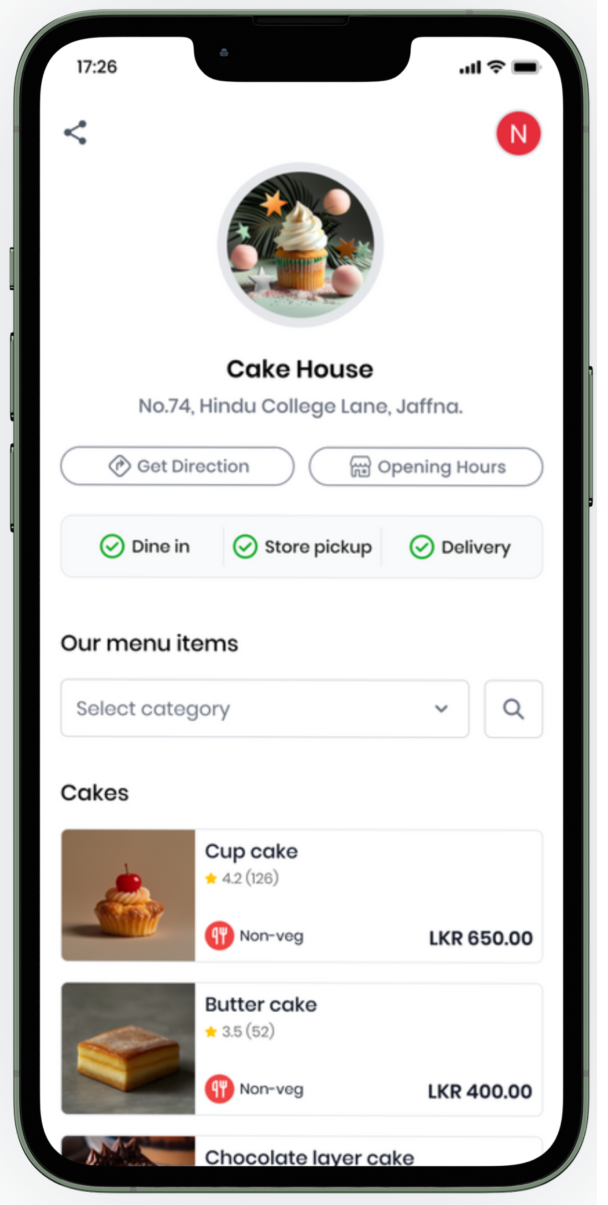 17:26
N
Cake House
No.74, Hindu College Lane, Jaffna.
Get Direction
Opening Hours
Dine in
Store pickup
Delivery
Our menu items
Select category
Cakes
Cup cake
4.2 (126)
Non-veg
LKR 650.00
Butter cake
3.5 (52)
Non-veg
LKR 400.00
Chocolate layer cake